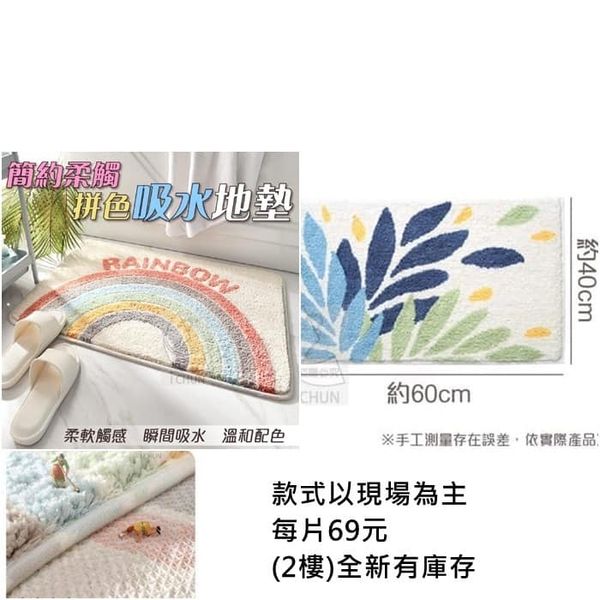 簡約柔觸
拼色吸水地墊
RAINBOW
TCHUN
柔軟觸感 瞬間吸水 溫和配色
約40cm
CHUN
約60cm
※手工測量存在誤差，依實際產品
款式以現場為主
每片69元
(2樓)全新有庫存